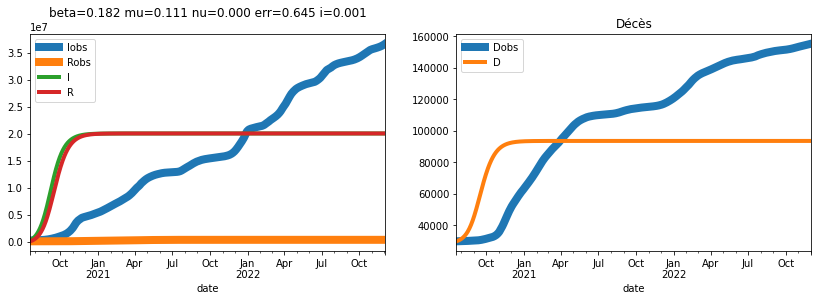 beta=0.182 mu=0.111 nu=0.000 err=0.645 i=0.001
1e7
Iobs
Robs
I
R
3.5
3.0
2.5
2.0
1.5
1.0
0.5
0.0
Oct Jan Apr Jul Oct Jan Apr Jul Oct
2021 2022
date
Décès
Dobs
D
160000
140000
120000
100000
80000
60000
40000
Oct Jan Apr Jul Oct Jan Apr Jul Oct
2021 2022
date